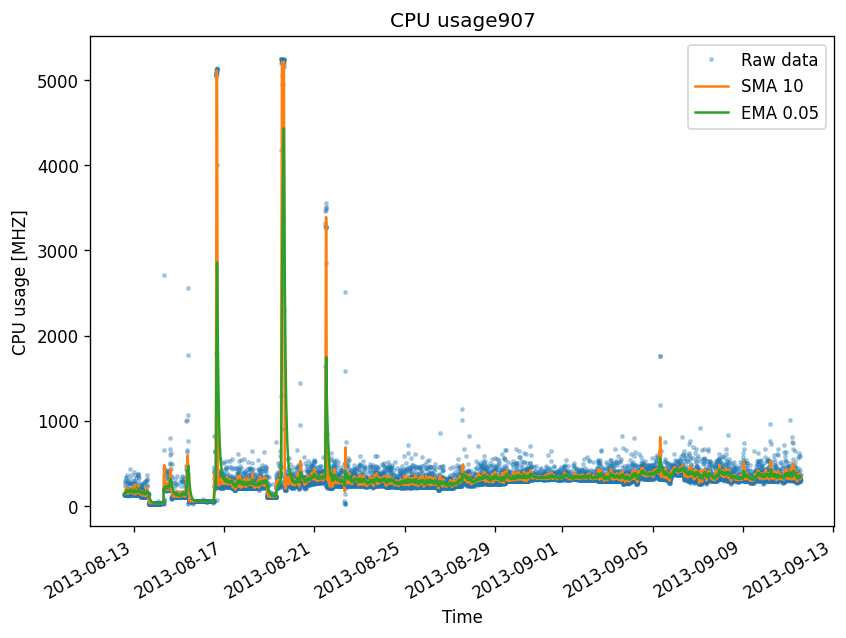 CPU usage907
CPU usage [MHZ]
5000
4000
3000
2000
1000
0
Raw data
SMA 10
EMA 0.05
2013-08-13
2013-08-17
2013-08-21
2013-08-25
2013-08-29
2013-09-01
2013-09-05
2013-09-09
2013-09-13
Time